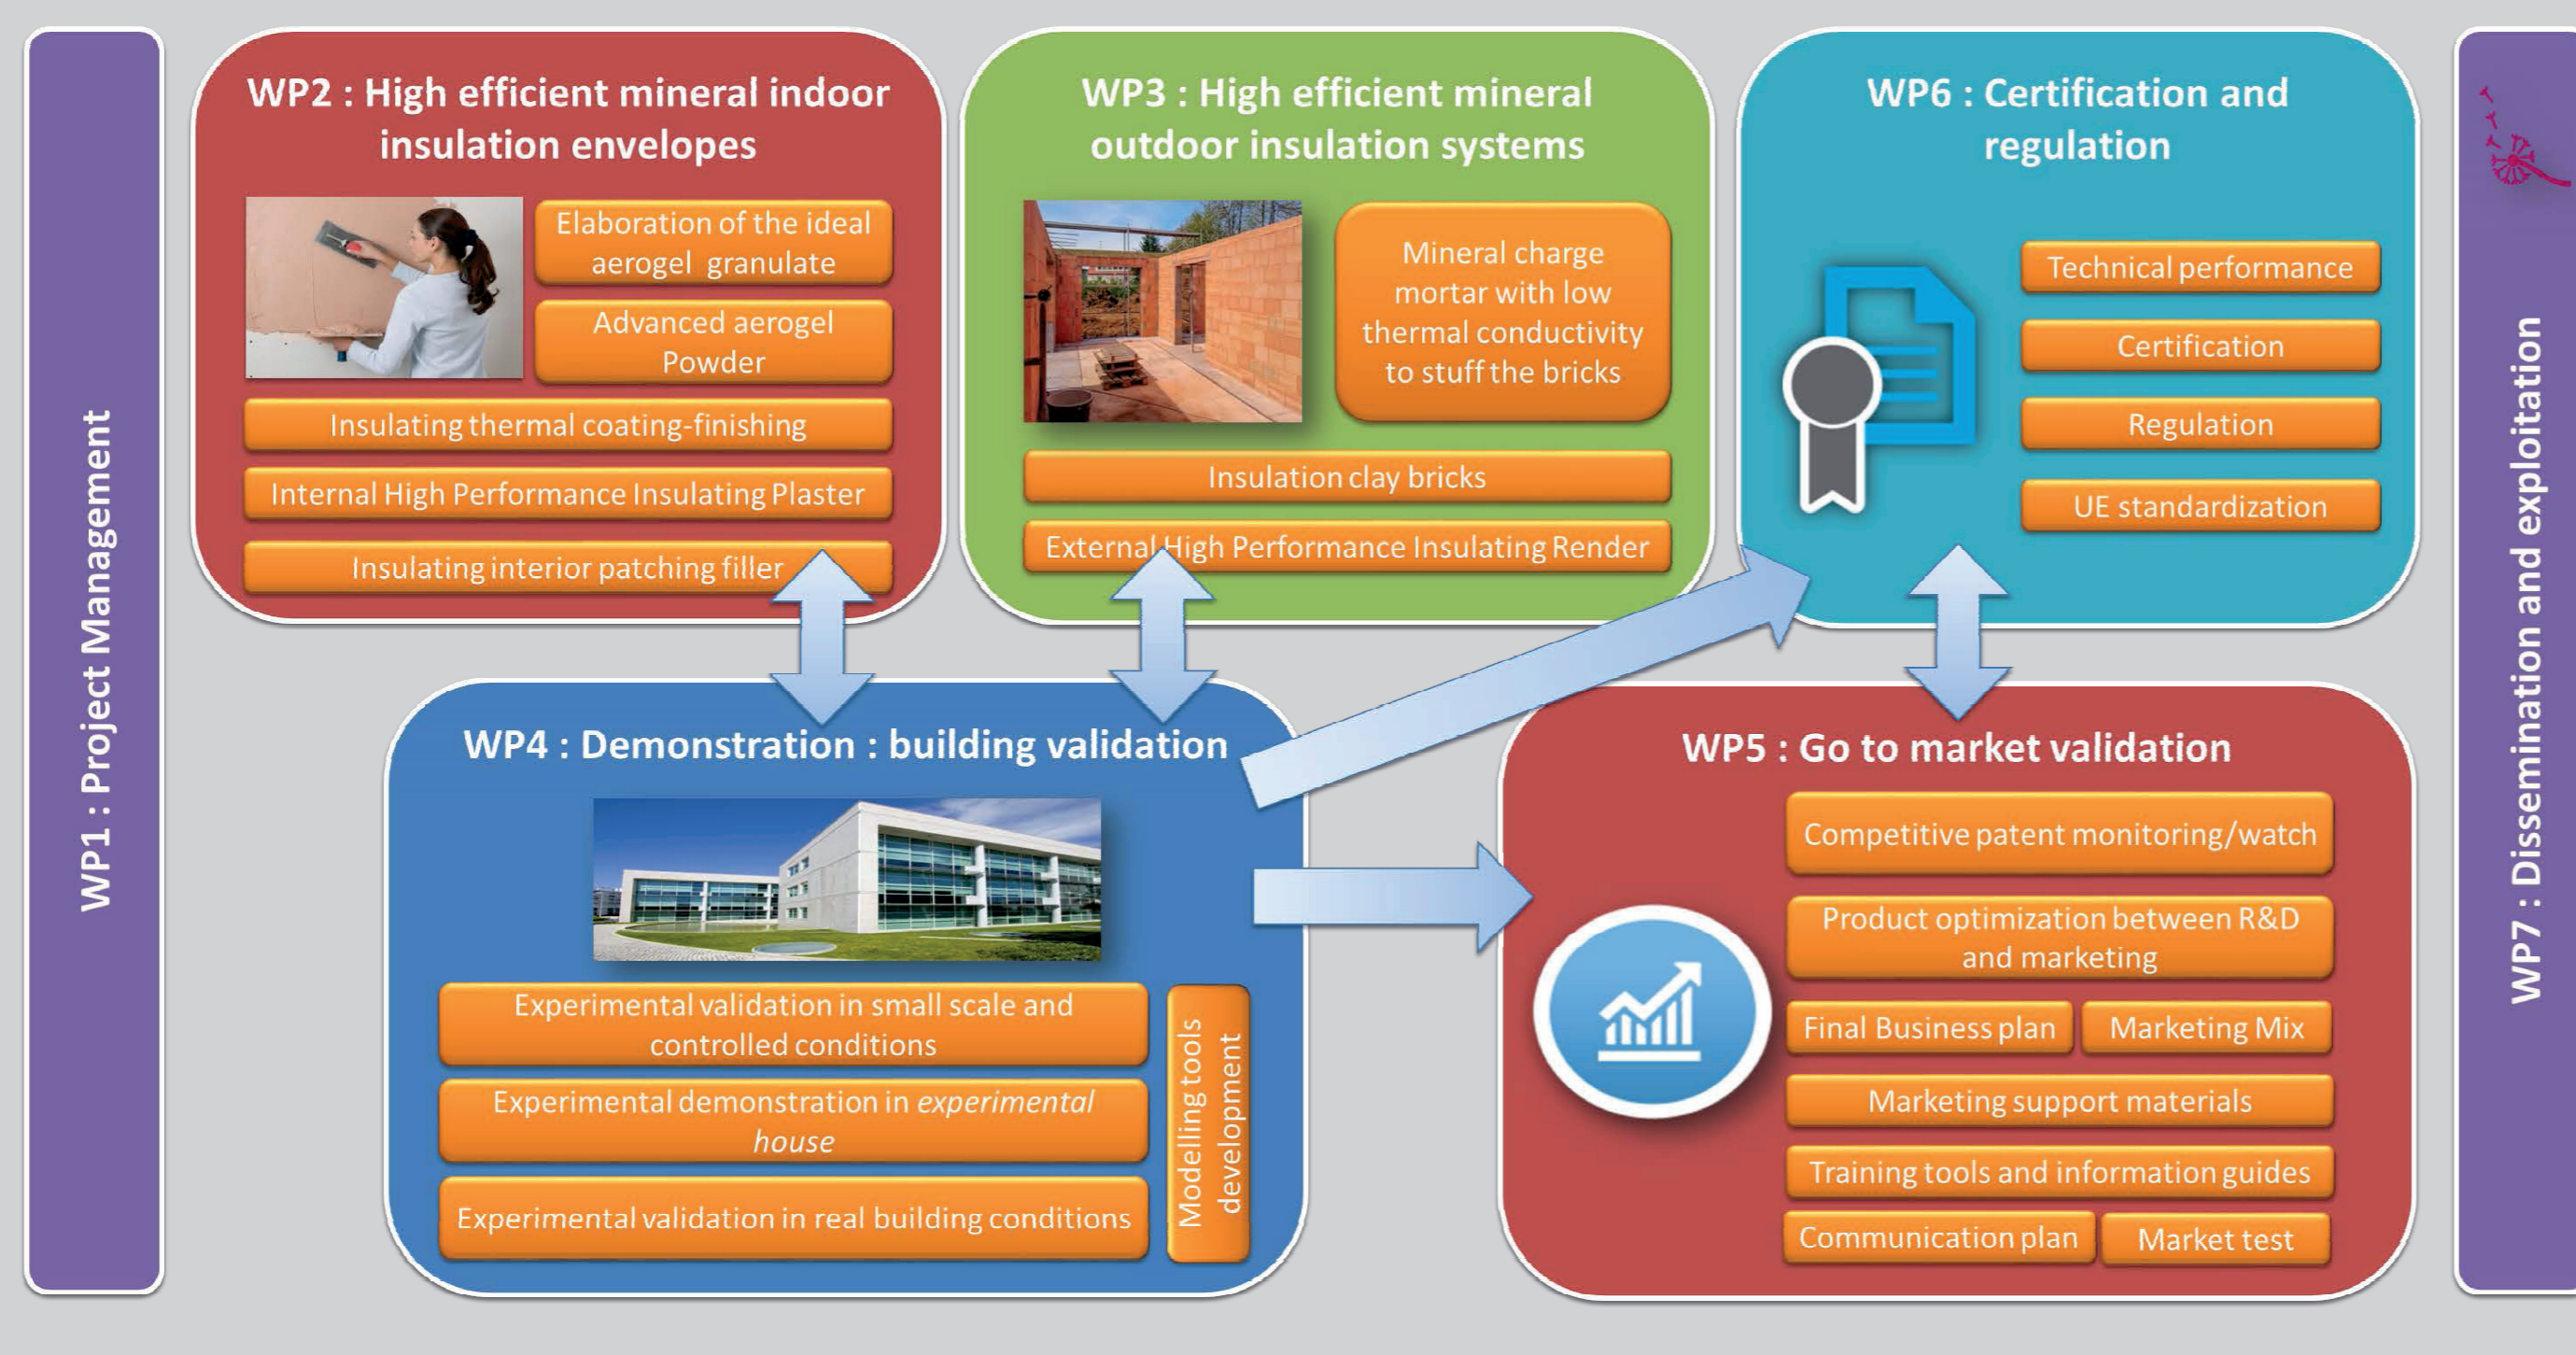 WP1 : Project Management
WP2 : High efficient mineral indoor
insulation envelopes
Elaboration of the ideal
aerogel granulate
Advanced aerogel
Powder
Insulating thermal coating-finishing
Internal High Performance Insulating Plaster
Insulating interior patching filler
WP3 : High efficient mineral
outdoor insulation systems
Mineral charge
mortar with low
thermal conductivity
to stuff the bricks
Insulation clay bricks
External High Performance Insulating Render
WP6 : Certification and
regulation
Technical performance
Certification
Regulation
UE standardization
WP4 : Demonstration : building validation
Experimental validation in small scale and
controlled conditions
Experimental demonstration in experimental
house
Experimental validation in real building conditions
Modelling tools
development
WP5 : Go to market validation
Competitive patent monitoring/watch
Product optimization between R&D
and marketing
Final Business plan
Marketing Mix
Marketing support materials
Training tools and information guides
Communication plan
Market test
WP7 : Dissemination and exploitation